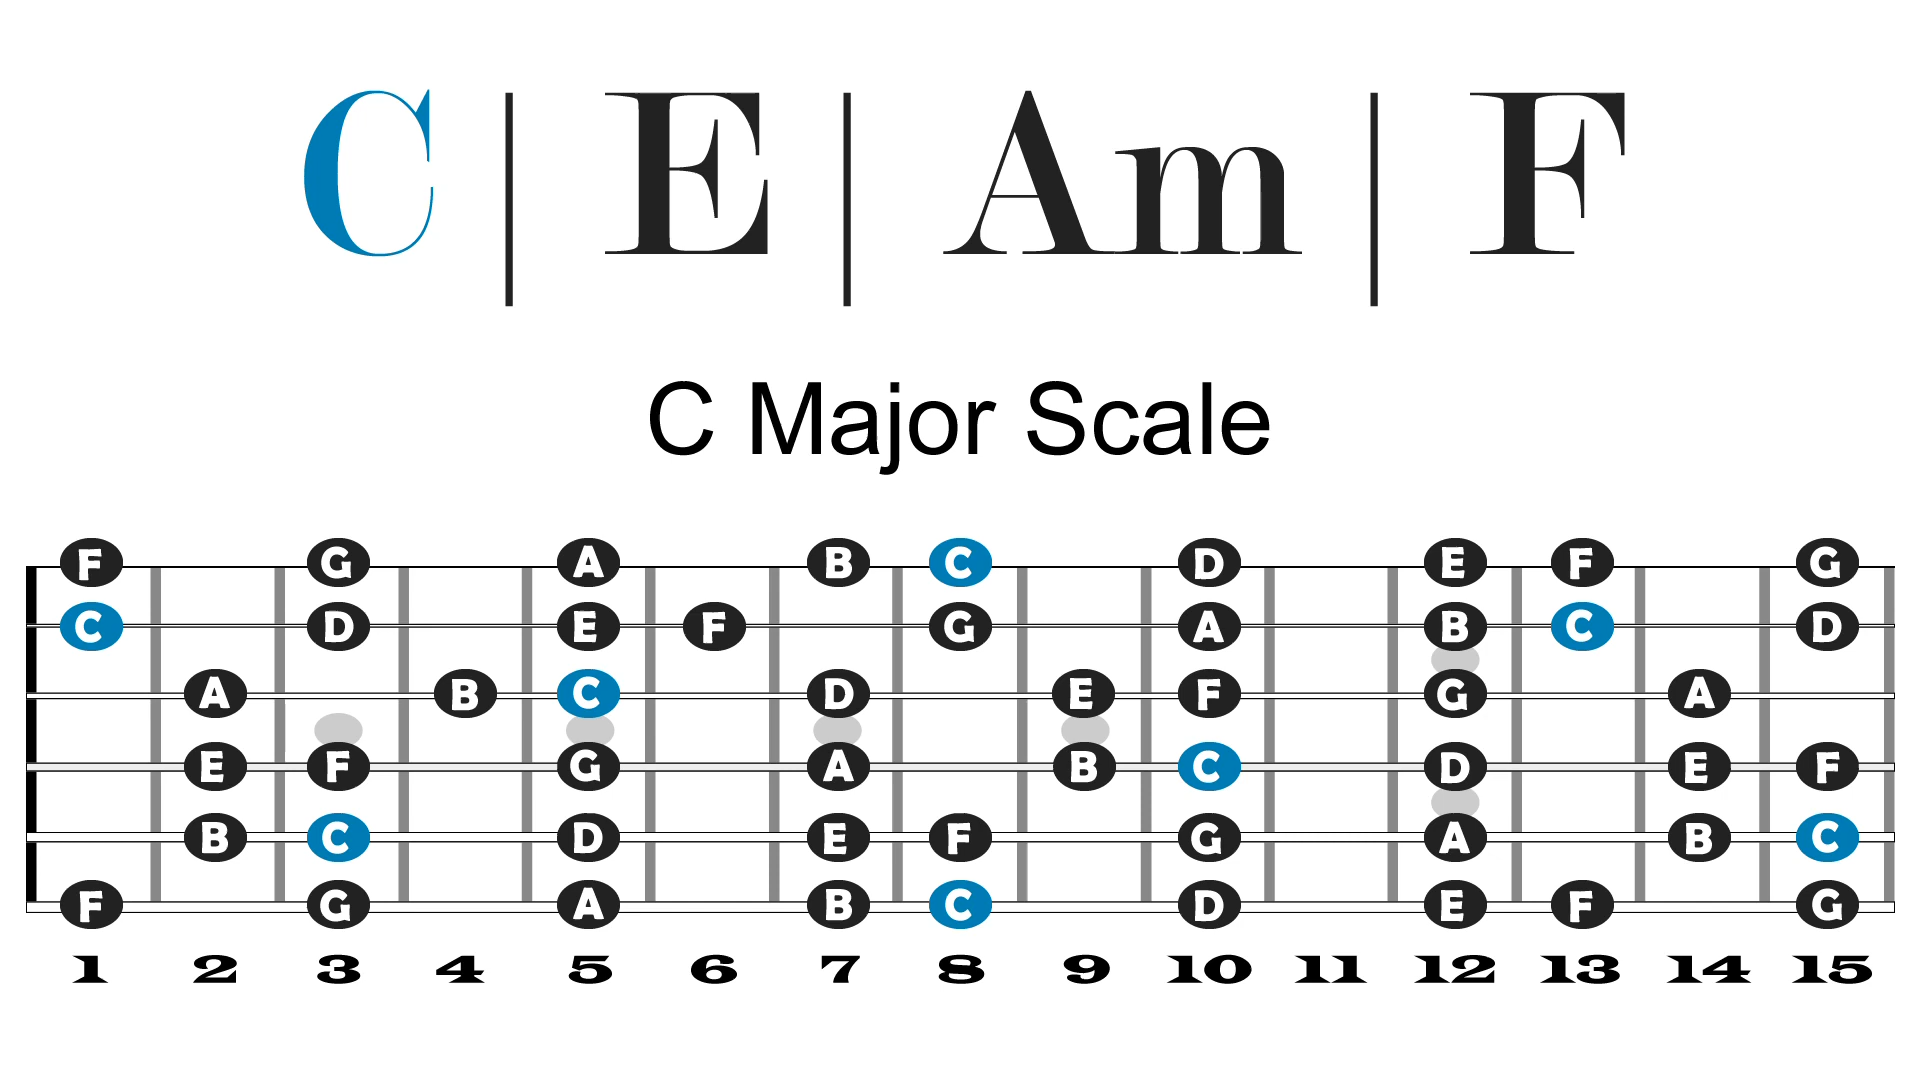 C | E | Am | F
C Major Scale
F G A B C D E F G
C D E F G A B C D
A B C D E F G A
E F G A B C D E F
B C D E F G A B C
F G A B C D E F G
1 2 3 4 5 6 7 8 9 10 11 12 13 14 15